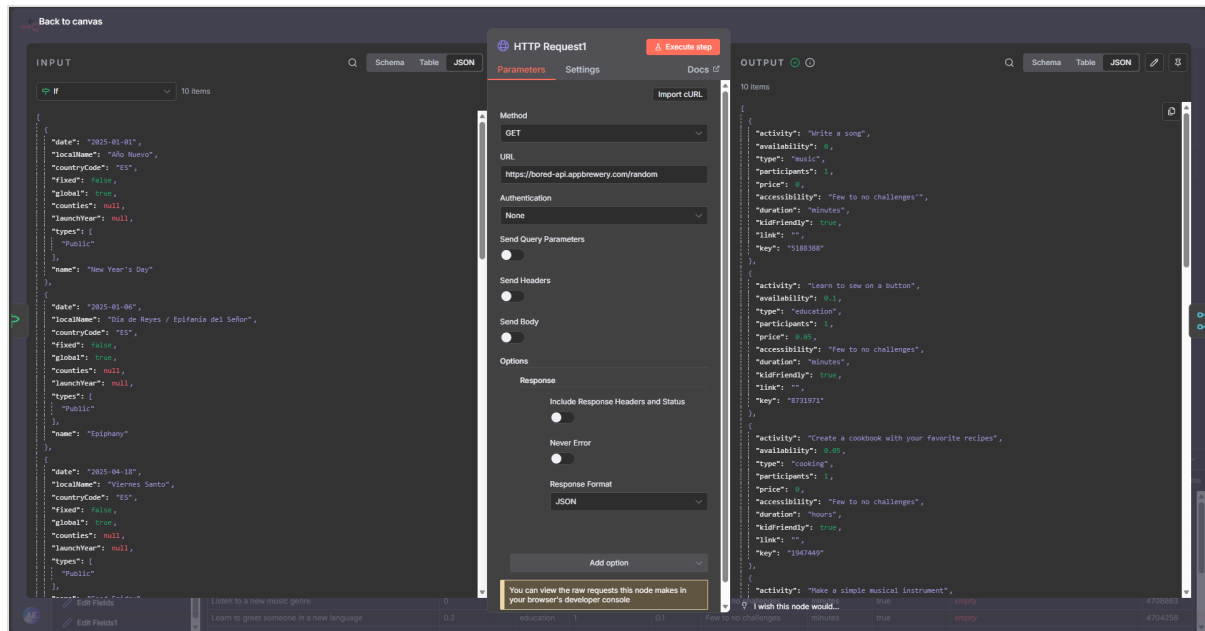 Back to canvas
INPUT
Schema Table JSON
If
10 items
[
{
"date": "2025-01-01",
"localName": "Año Nuevo",
"countryCode": "ES",
"fixed": false,
"global": true,
"counties": null,
"launchYear": null,
"types": [
"Public"
],
"name": "New Year's Day"
},
{
"date": "2025-01-06",
"localName": "Día de Reyes / Epifanía del Señor",
"countryCode": "ES",
"fixed": false,
"global": true,
"counties": null,
"launchYear": null,
"types": [
"Public"
],
"name": "Epiphany"
},
{
"date": "2025-04-18",
"localName": "Viernes Santo",
"countryCode": "ES",
"fixed": false,
"global": true,
"counties": null,
"launchYear": null,
"types": [
"Public"
],
HTTP Request1
Execute step
Parameters Settings Docs
Import cURL
Method
GET
URL
https://bored-api.appbrewery.com/random
Authentication
None
Send Query Parameters
Send Headers
Send Body
Options
Response
Include Response Headers and Status
Never Error
Response Format
JSON
Add option
You can view the raw requests this node makes in
your browser's developer console
OUTPUT
Schema Table JSON
10 items
[
{
"activity": "Write a song",
"availability": 0,
"type": "music",
"participants": 1,
"price": 0,
"accessibility": "Few to no challenges'",
"duration": "minutes",
"kidFriendly": true,
"link": "",
"key": "5188388"
},
{
"activity": "Learn to sew on a button",
"availability": 0.1,
"type": "education",
"participants": 1,
"price": 0.05,
"accessibility": "Few to no challenges",
"duration": "minutes",
"kidFriendly": true,
"link": "",
"key": "8731971"
},
{
"activity": "Create a cookbook with your favorite recipes",
"availability": 0.05,
"type": "cooking",
"participants": 1,
"price": 0,
"accessibility": "Few to no challenges",
"duration": "hours",
"kidFriendly": true,
"link": "",
"key": "1947449"
},
{
"activity": "Make a simple musical instrument",
I wish this node would...
AE
Edit Fields
Listen to a new music genre 0 minutes true empty 4708862
Edit Fields1
Learn to greet someone in a new language 0.2 education 1 0.1 Few to no challenges minutes true empty 4704256